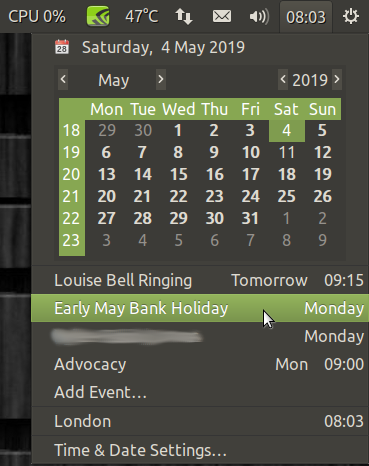 CPU 0% 47°C 08:03
Saturday, 4 May 2019
< May > < 2019 >
Mon Tue Wed Thu Fri Sat Sun
18 29 30 1 2 3 4 5
19 6 7 8 9 10 11 12
20 13 14 15 16 17 18 19
21 20 21 22 23 24 25 26
22 27 28 29 30 31 1 2
23 3 4 5 6 7 8 9
Louise Bell Ringing Tomorrow 09:15
Early May Bank Holiday Monday
Monday
Advocacy Mon 09:00
Add Event…
London 08:03
Time & Date Settings…